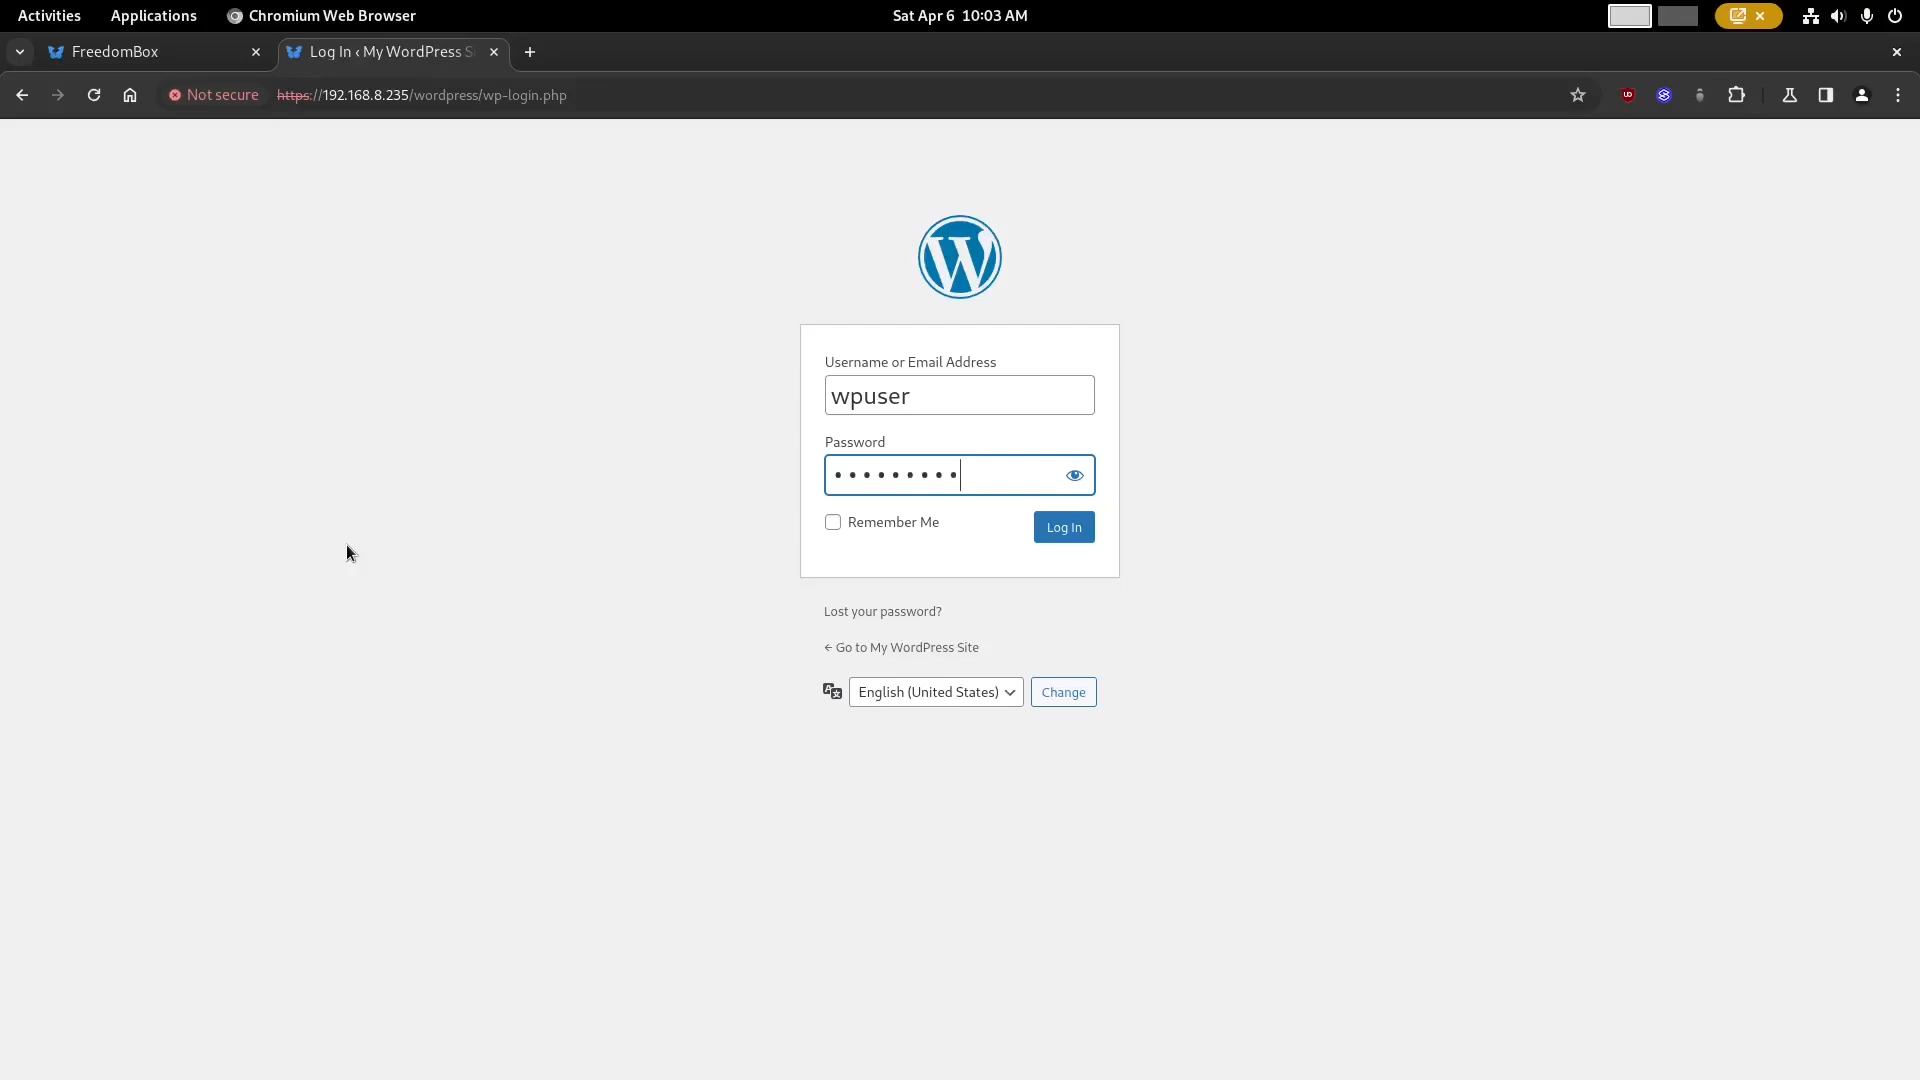 Activities Applications Chromium Web Browser Sat Apr 6 10:03 AM
FreedomBox Log In ‹ My WordPress S
Not secure https://192.168.8.235/wordpress/wp-login.php
Username or Email Address
wpuser
Password
Remember Me Log In
Lost your password?
← Go to My WordPress Site
English (United States) Change